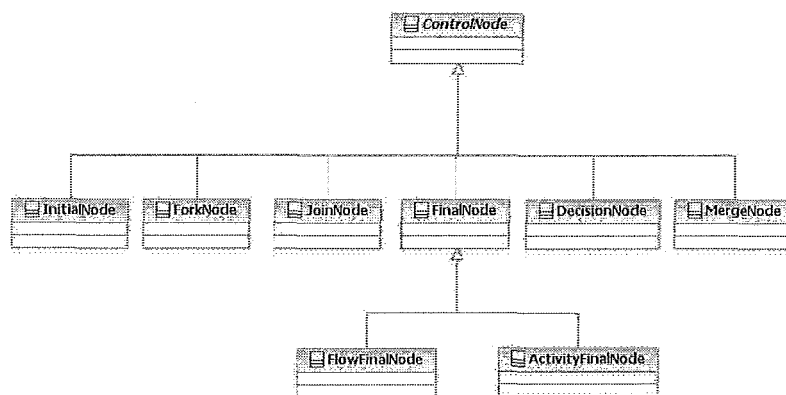 ControlNode
InitialNode
ForkNode
JoinNode
FinalNode
DecisionNode
MergeNode
FlowFinalNode
ActivityFinalNode